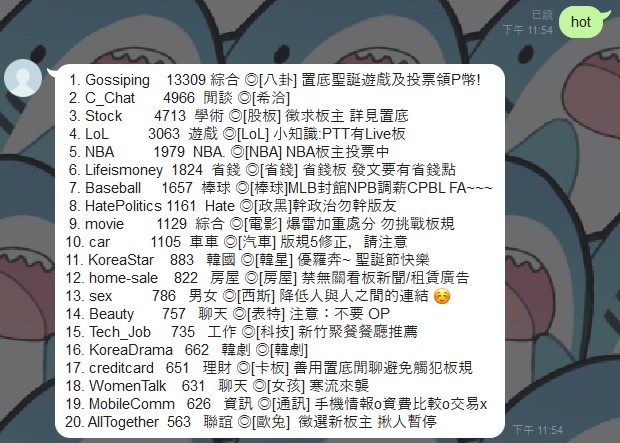 已讀
下午 11:54
hot
1. Gossiping 13309 綜合 ◎[八卦] 置底聖誕遊戲及投票領P幣!
2. C_Chat 4966 閒談 ◎[希洽]
3. Stock 4713 學術 ◎[股板] 徵求板主 詳見置底
4. LoL 3063 遊戲 ◎[LoL] 小知識:PTT有Live板
5. NBA 1979 NBA. ◎[NBA] NBA板主投票中
6. Lifeismoney 1824 省錢 ◎[省錢] 省錢板 發文要有省錢點
7. Baseball 1657 棒球 ◎[棒球]MLB封館NPB調薪CPBL FA~~~
8. HatePolitics 1161 Hate ◎[政黑]幹政治勿幹版友
9. movie 1129 綜合 ◎[電影] 爆雷加重處分 勿挑戰板規
10. car 1105 車車 ◎[汽車] 版規5修正，請注意
11. KoreaStar 883 韓國 ◎[韓星] 優羅奔~ 聖誕節快樂
12. home-sale 822 房屋 ◎[房屋] 禁無關看板新聞/租賃廣告
13. sex 786 男女 ◎[西斯] 降低人與人之間的連結 ☺️
14. Beauty 757 聊天 ◎[表特] 注意：不要 OP
15. Tech_Job 735 工作 ◎[科技] 新竹聚餐餐廳推薦
16. KoreaDrama 662 韓劇 ◎[韓劇]
17. creditcard 651 理財 ◎[卡板] 善用置底閒聊避免觸犯板規
18. WomenTalk 631 聊天 ◎[女孩] 寒流來襲
19. MobileComm 626 資訊 ◎[通訊] 手機情報o資費比較o交易x
20. AllTogether 563 聯誼 ◎[歐兔] 徵選新板主 揪人暫停
下午 11:54